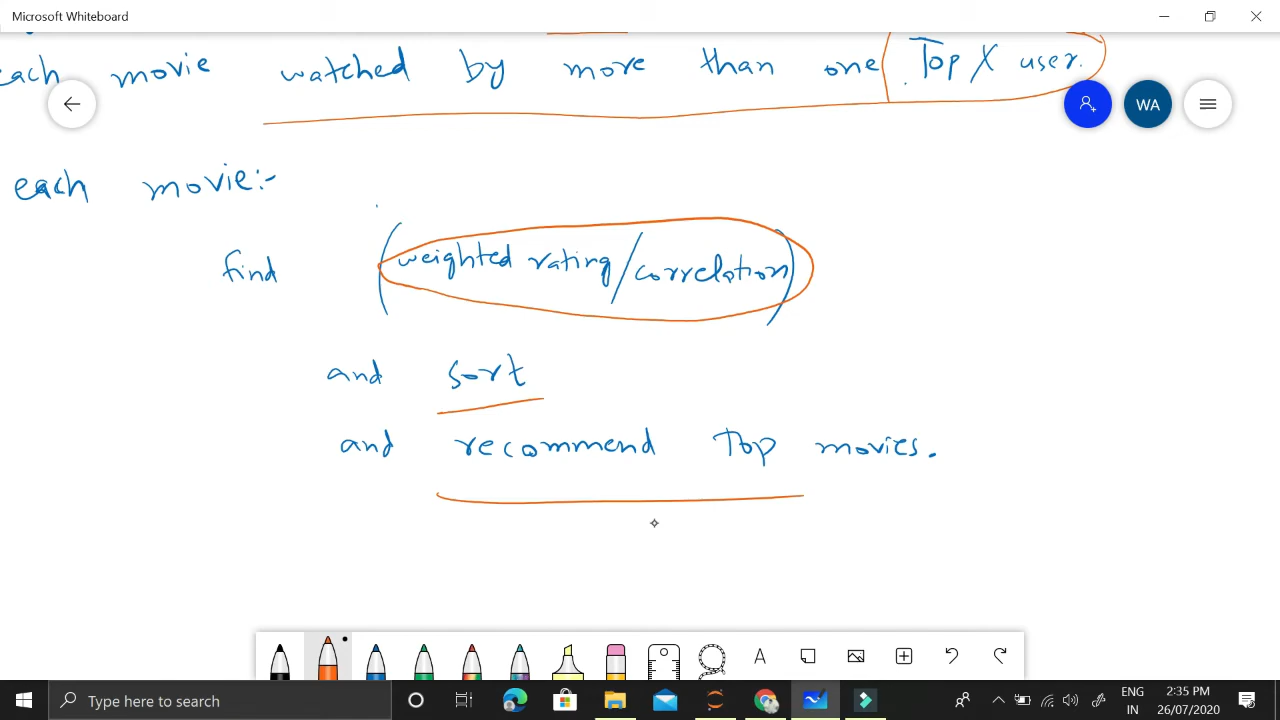 Microsoft Whiteboard
each movie watched by more than one Top X user.
WA
each movie:-
find (weighted rating/correlation)
and sort
and recommend Top movies.
A
Type here to search
ENG
IN
2:35 PM
26/07/2020